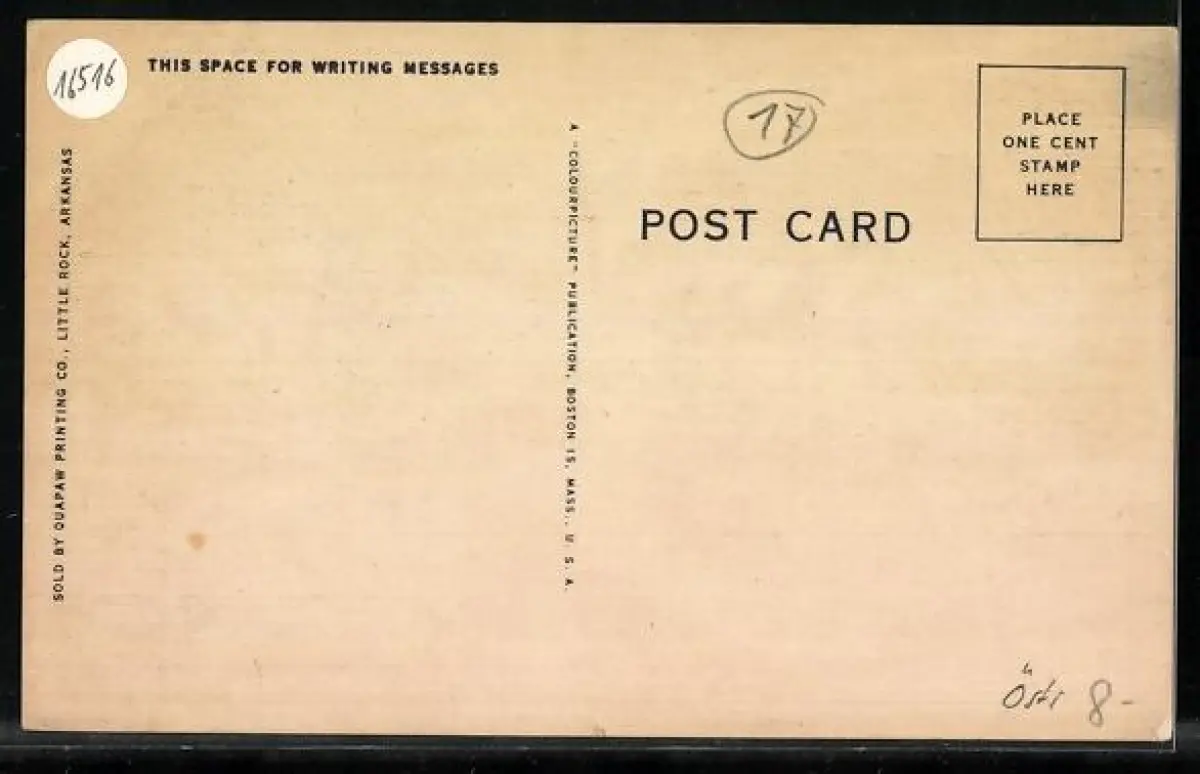 16516
THIS SPACE FOR WRITING MESSAGES
SOLD BY QUAPAW PRINTING CO., LITTLE ROCK, ARKANSAS
A "COLOURPICTURE" PUBLICATION, BOSTON 15, MASS., U. S. A.
17
POST CARD
PLACE
ONE CENT
STAMP
HERE
8-